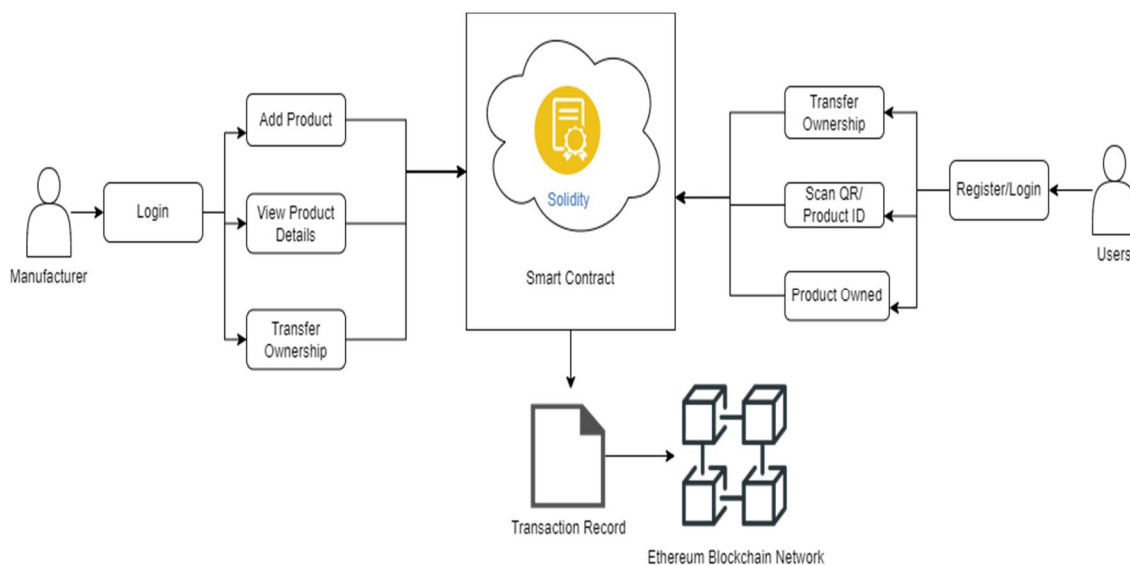 Manufacturer
Login
Add Product
View Product
Details
Transfer
Ownership
Solidity
Smart Contract
Transfer
Ownership
Scan QR/
Product ID
Product Owned
Register/Login
Users
Transaction Record
Ethereum Blockchain Network